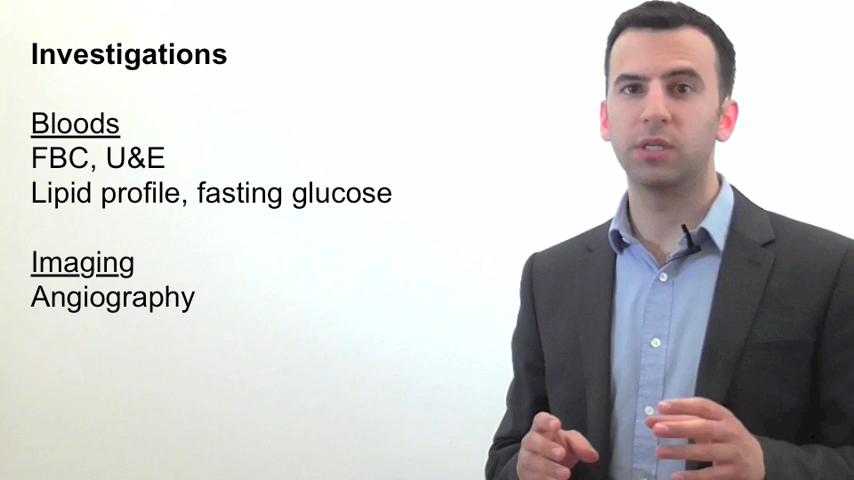 Investigations
Bloods
FBC, U&E
Lipid profile, fasting glucose
Imaging
Angiography